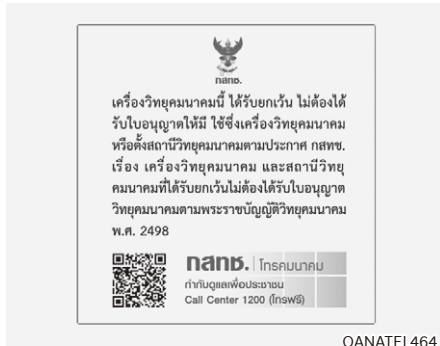 กสทช.
เครื่องวิทยุคมนาคมนี้ ได้รับยกเว้น ไม่ต้องได้
รับใบอนุญาตให้มี ใช้ซึ่งเครื่องวิทยุคมนาคม
หรือตั้งสถานีวิทยุคมนาคมตามประกาศ กสทช.
เรื่อง เครื่องวิทยุคมนาคม และสถานีวิทยุ
คมนาคมที่ได้รับยกเว้นไม่ต้องได้รับใบอนุญาต
วิทยุคมนาคมตามพระราชบัญญัติวิทยุคมนาคม
พ.ศ. 2498
กสทช. | โทรคมนาคม
กำกับดูแลเพื่อประชาชน
Call Center 1200 (โทรฟรี)
OANATEL464